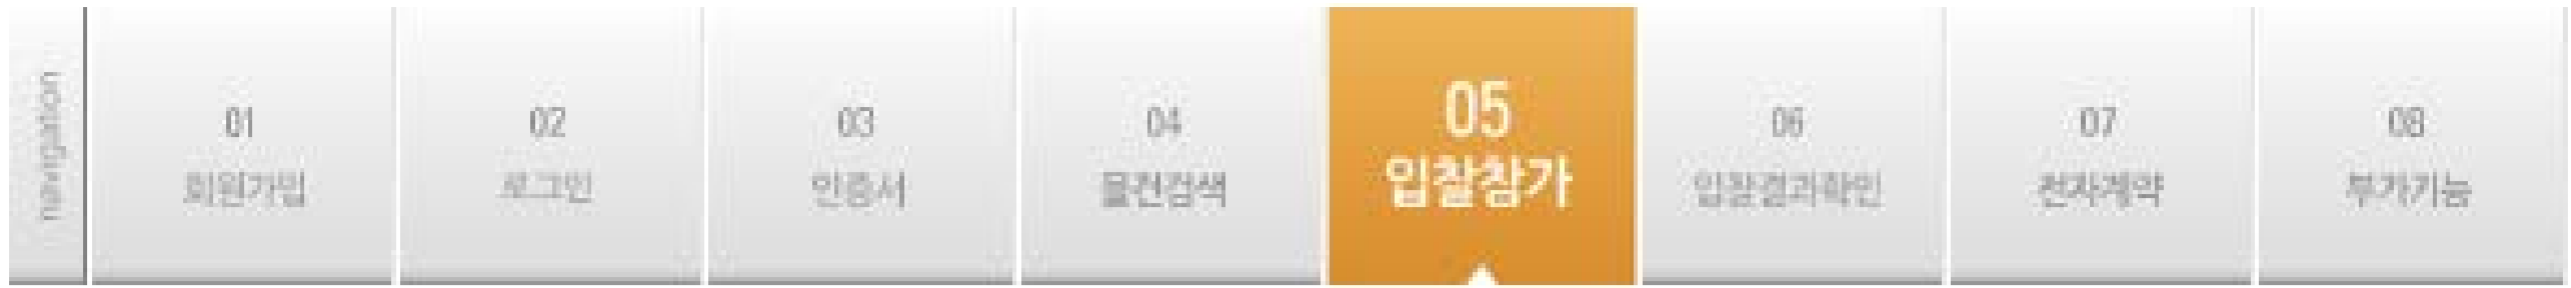 navigation
01
회원가입
02
로그인
03
인증서
04
물건검색
05
입찰참가
06
입찰결과확인
07
전자계약
08
부가기능